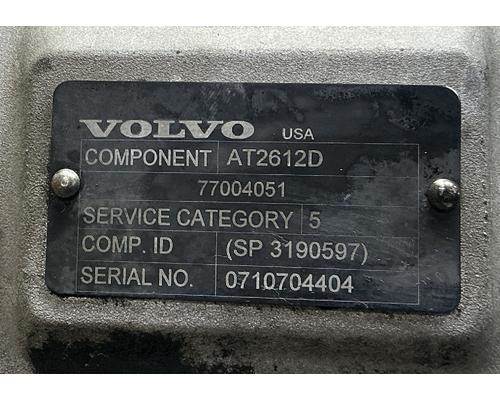 VOLVO USA
COMPONENT AT2612D
77004051
SERVICE CATEGORY 5
COMP. ID (SP 3190597)
SERIAL NO. 0710704404